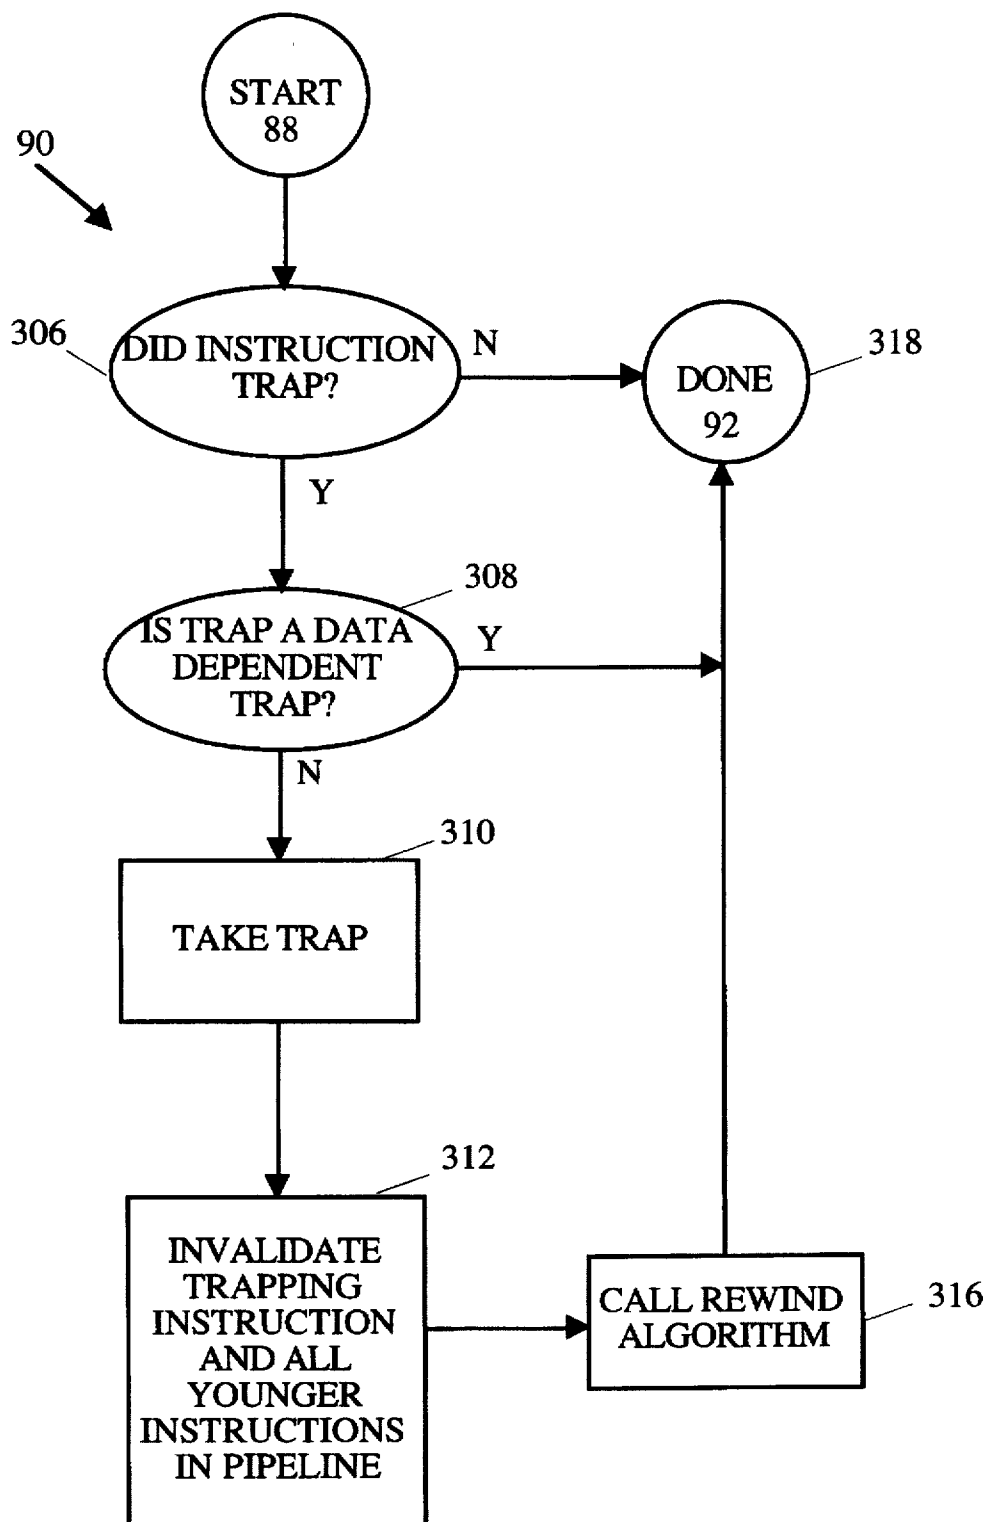 START
88
90
306
DID INSTRUCTION
TRAP?
N
DONE
92
318
Y
308
IS TRAP A DATA
DEPENDENT
TRAP?
Y
N
310
TAKE TRAP
312
INVALIDATE
TRAPPING
INSTRUCTION
AND ALL
YOUNGER
INSTRUCTIONS
IN PIPELINE
CALL REWIND
ALGORITHM
316